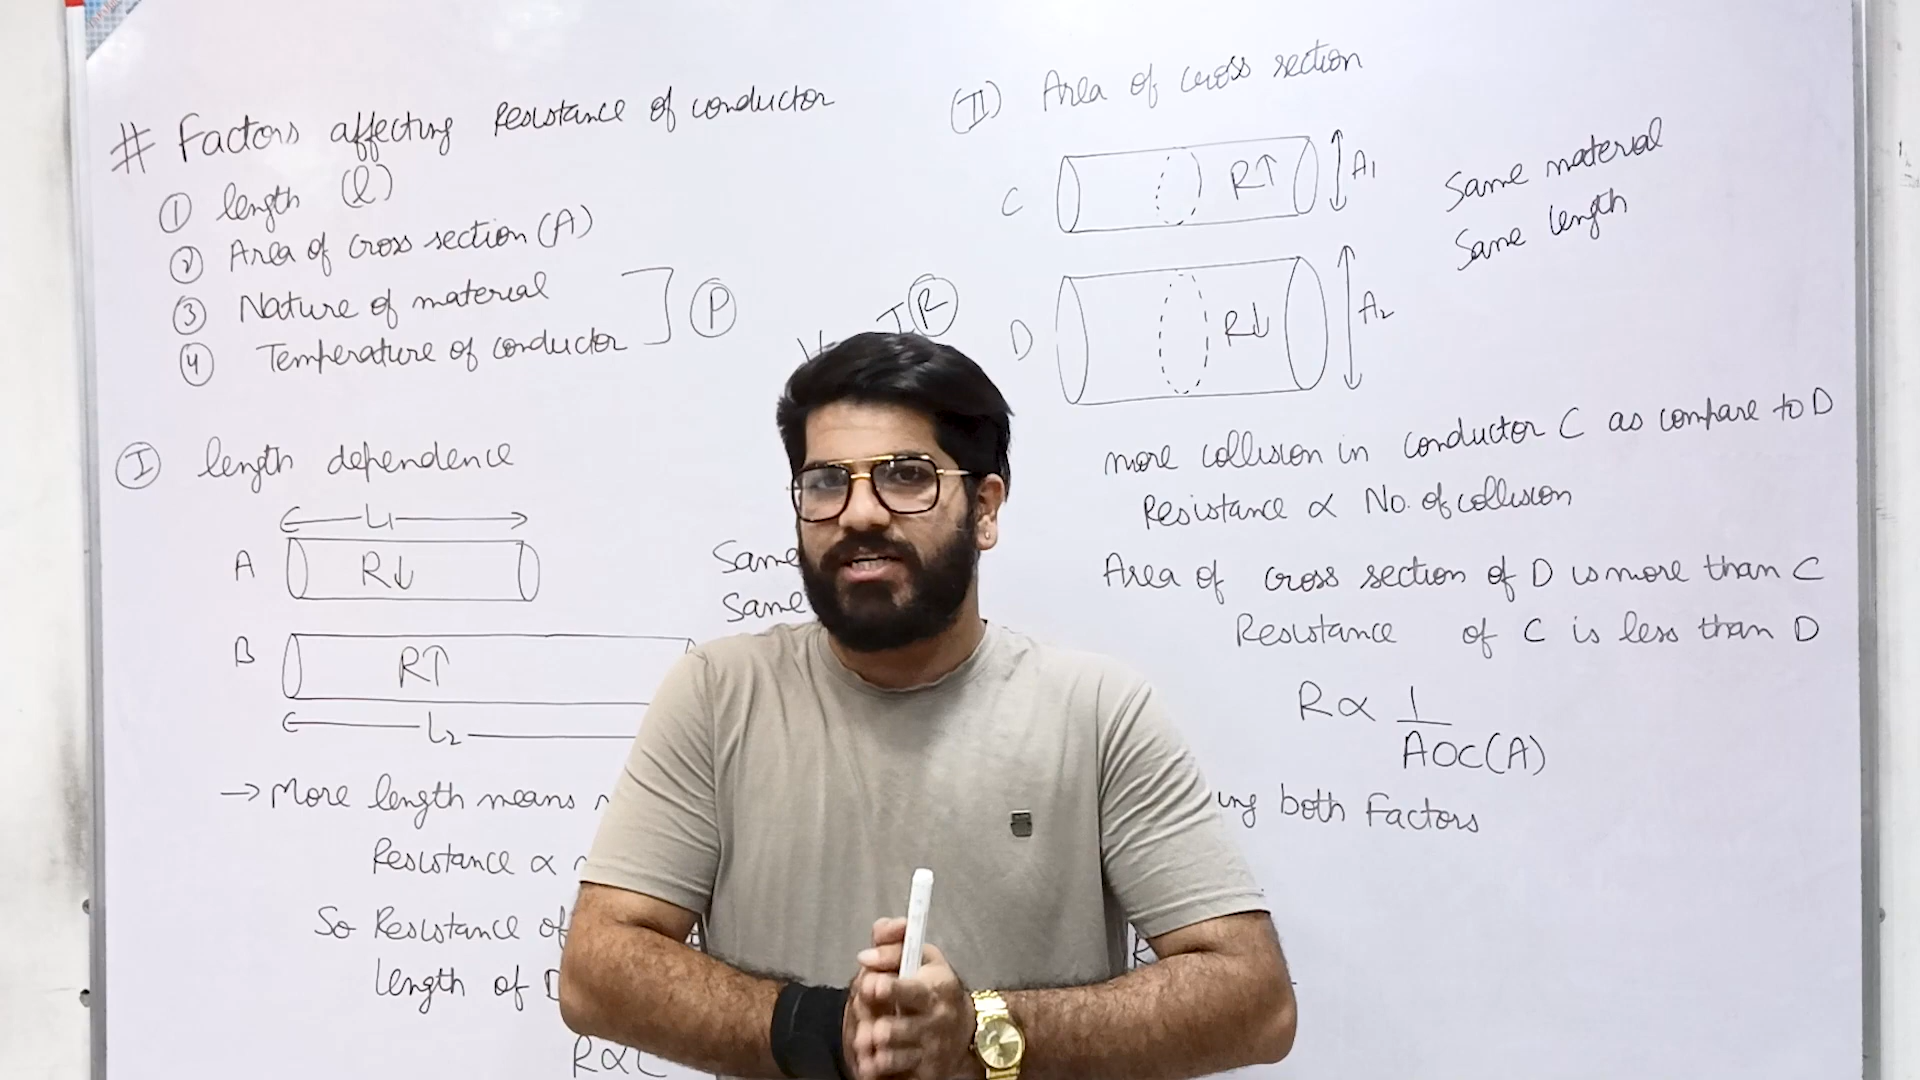 # Factors affecting Resistance of conductor
① length (l)
② Area of cross section (A)
③ Nature of material
④ Temperature of conductor
P
I R
Ⓘ length dependence
L₁
A R↓
B R↑
L₂
Same
Same
→ More length means
Resistance ∝
So Resistance of
length of
R∝L
(II) Area of cross section
C R↑ A₁
D R↓ A₂
Same material
Same length
more collision in conductor C as compare to D
Resistance ∝ No. of collision
Area of cross section of D is more than C
Resistance of C is less than D
R∝ 1
AOC(A)
both Factors